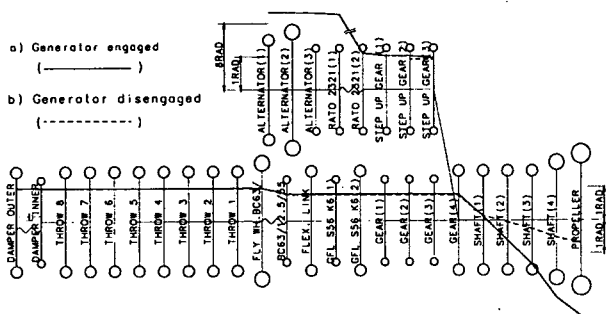 a) Generator engaged
(————)
b) Generator disengaged
(--------)
8RAD
1RAD
ALTERNATOR(1)
ALTERNATOR(2)
ALTERNATOR(3)
RATO 2321(1)
RATO 2321(2)
STEP UP GEAR (1)
STEP UP GEAR(2)
STEP UP GEAR(3)
DAMPER OUTER
DAMPER INNER
THROW 8
THROW 7
THROW 6
THROW 5
THROW 4
THROW 3
THROW 2
THROW 1
FLY WH.BC63/
BC63/12.5/55
FLEX. LINK
GFL S56 K6(1)
GFL S56 K6(2)
GEAR(1)
GEAR(2)
GEAR(3)
GEAR(4)
SHAFT(1)
SHAFT(2)
SHAFT(3)
SHAFT(4)
PROPELLER
1RAD
1RAD